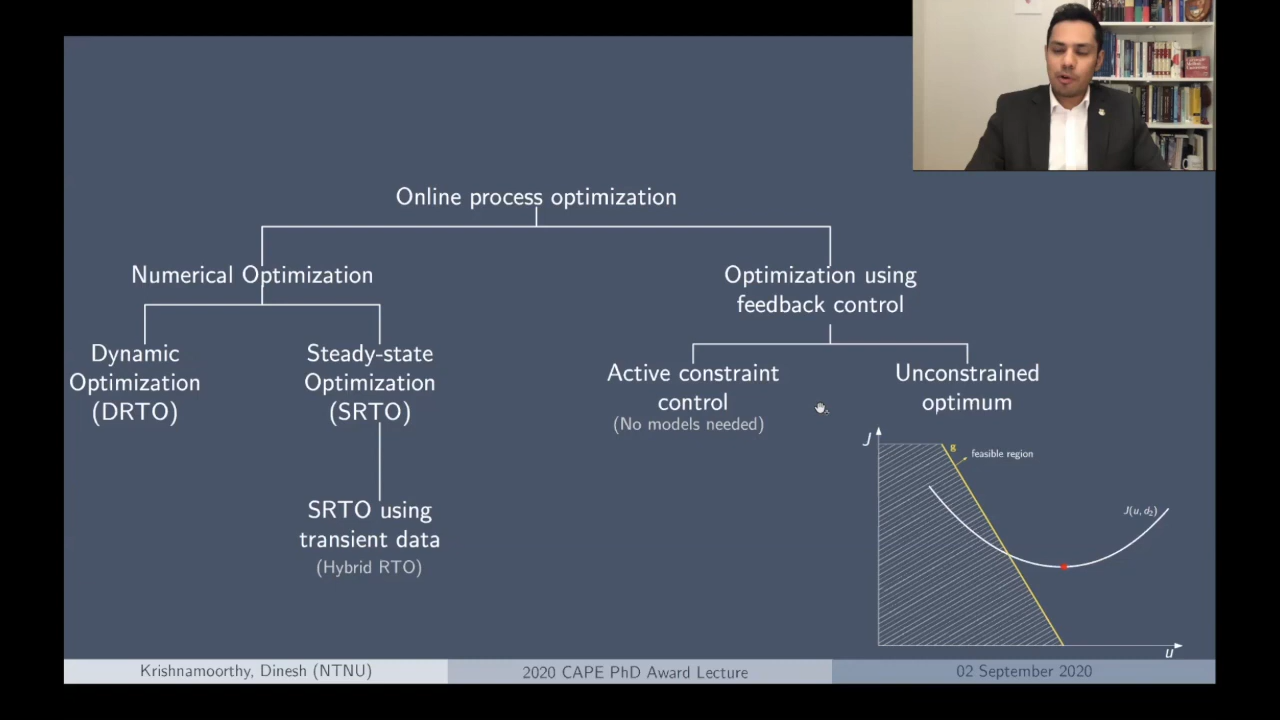 Online process optimization
Numerical Optimization
Optimization using
feedback control
Dynamic
Optimization
(DRTO)
Steady-state
Optimization
(SRTO)
Active constraint
control
(No models needed)
Unconstrained
optimum
SRTO using
transient data
(Hybrid RTO)
J
g
feasible region
J(u, d₂)
u
Krishnamoorthy, Dinesh (NTNU)
2020 CAPE PhD Award Lecture
02 September 2020